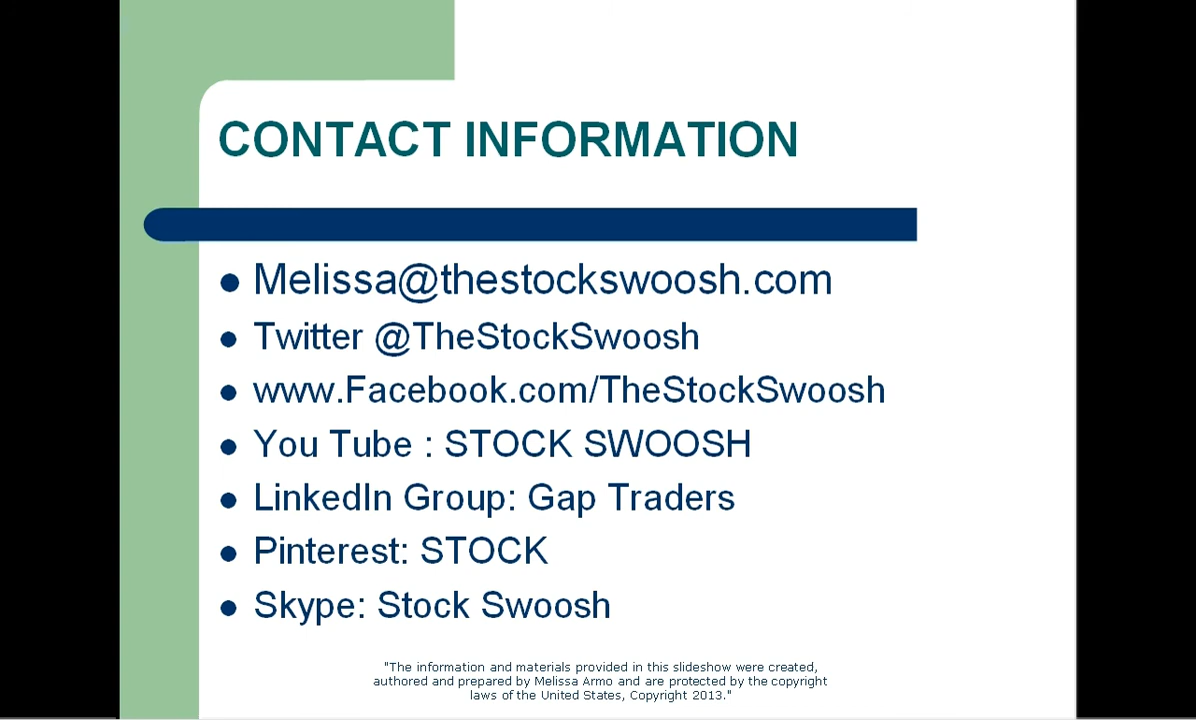 CONTACT INFORMATION
Melissa@thestockswoosh.com
Twitter @TheStockSwoosh
www.Facebook.com/TheStockSwoosh
You Tube : STOCK SWOOSH
LinkedIn Group: Gap Traders
Pinterest: STOCK
Skype: Stock Swoosh
"The information and materials provided in this slideshow were created,
authored and prepared by Melissa Armo and are protected by the copyright
laws of the United States, Copyright 2013."